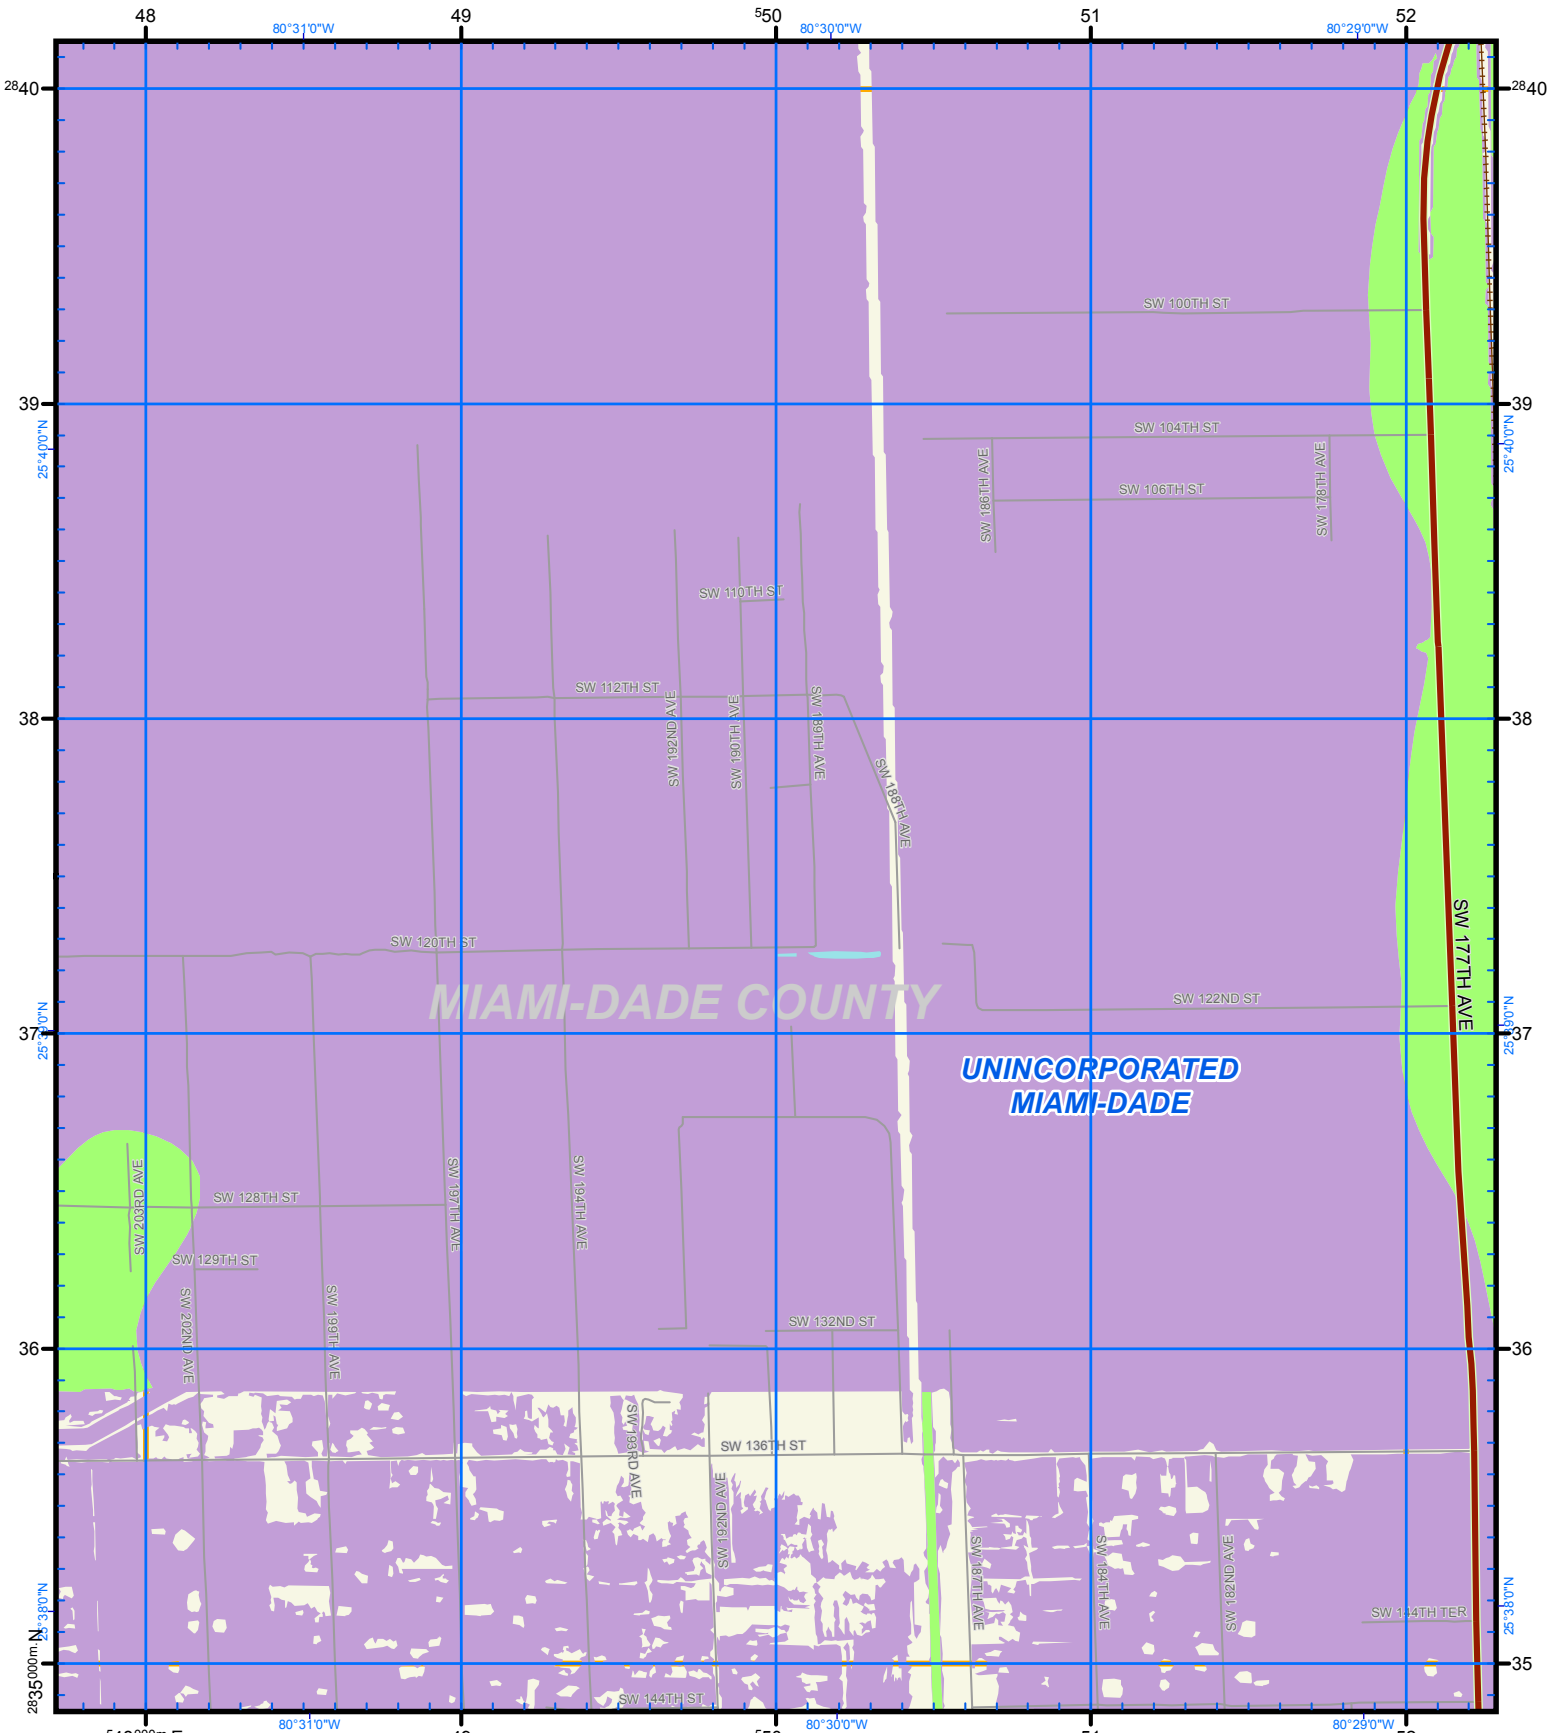 48
49
⁵50
51
52
80°31'0"W
80°30'0"W
80°29'0"W
²⁸40
²⁸40
SW 100TH ST
39
39
25°40'0"N
25°40'0"N
SW 104TH ST
SW 186TH AVE
SW 178TH AVE
SW 106TH ST
SW 110TH ST
SW 112TH ST
SW 192ND AVE
SW 190TH AVE
SW 189TH AVE
38
38
SW 188TH AVE
SW 120TH ST
SW 177TH AVE
MIAMI-DADE COUNTY
SW 122ND ST
37
37
UNINCORPORATED
MIAMI-DADE
SW 203RD AVE
SW 128TH ST
SW 197TH AVE
SW 194TH AVE
SW 129TH ST
SW 202ND AVE
SW 199TH AVE
SW 132ND ST
36
36
SW 193RD AVE
SW 136TH ST
SW 192ND AVE
SW 187TH AVE
SW 184TH AVE
SW 182ND AVE
25°38'0"N
25°38'0"N
SW 144TH TER
²⁸35⁰⁰⁰m. N
35
SW 144TH ST
80°31'0"W
80°30'0"W
80°29'0"W